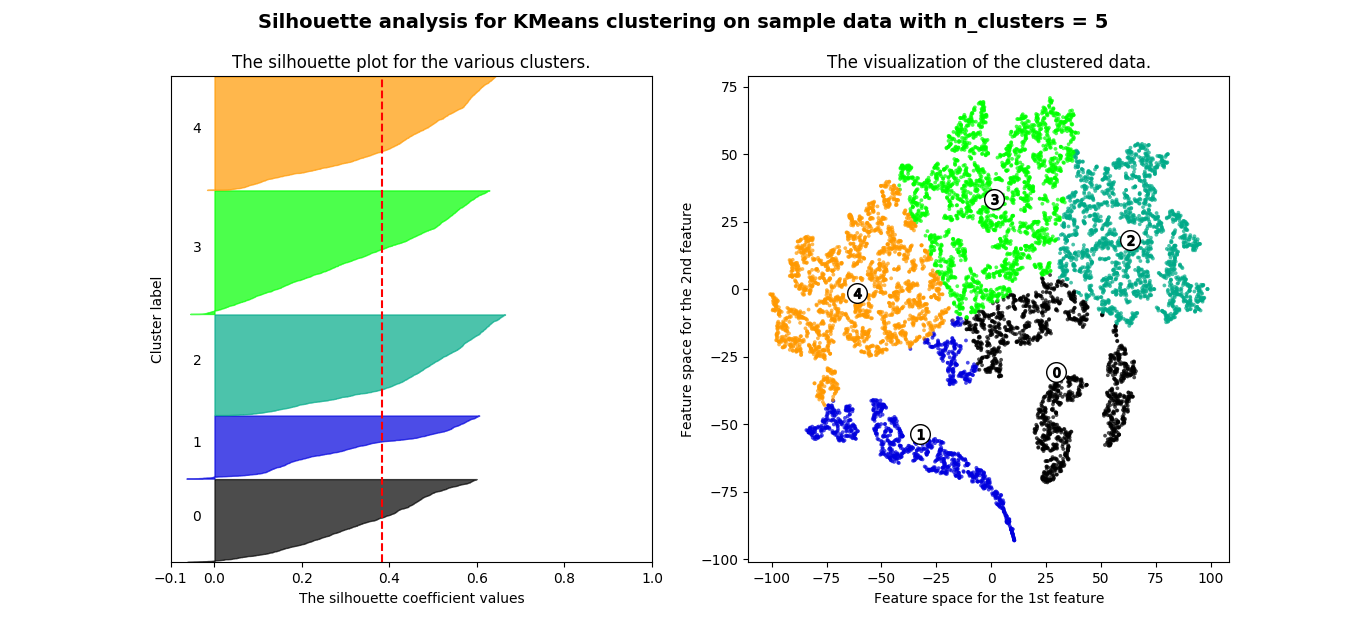 Silhouette analysis for KMeans clustering on sample data with n_clusters = 5
The silhouette plot for the various clusters.
Cluster label
4
3
2
1
0
−0.1 0.0 0.2 0.4 0.6 0.8 1.0
The silhouette coefficient values
The visualization of the clustered data.
Feature space for the 2nd feature
75
50
25
0
−25
−50
−75
−100
3
2
4
0
1
−100 −75 −50 −25 0 25 50 75 100
Feature space for the 1st feature